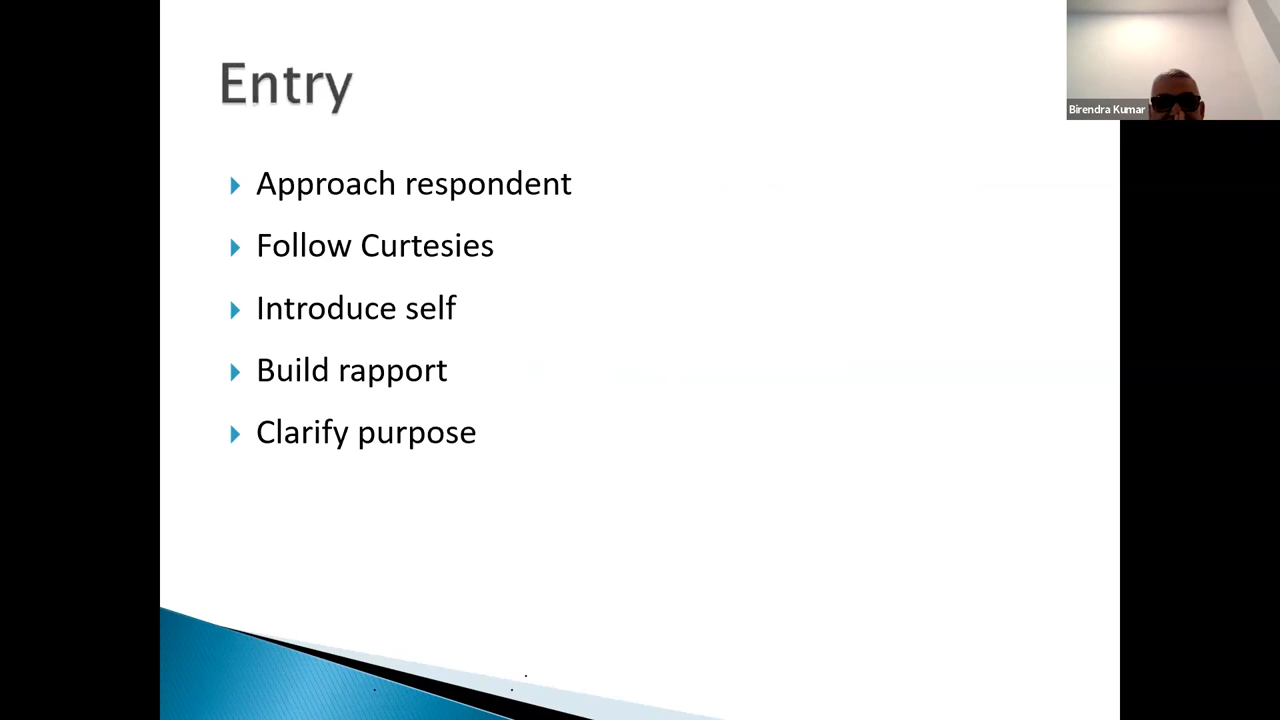 Entry
Approach respondent
Follow Curtesies
Introduce self
Build rapport
Clarify purpose
Birendra Kumar